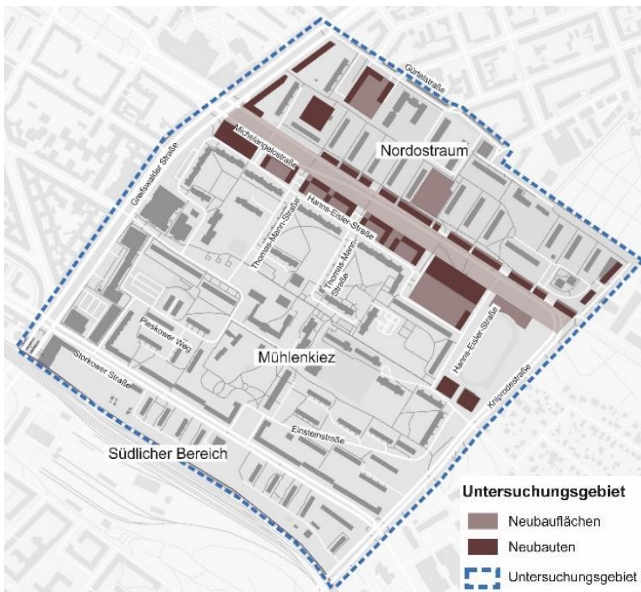 Gürtelstraße
Nordostraum
Michelangelostraße
Greifswalder Straße
Hanns-Eisler-Straße
Thomas-Mann-Straße
Thomas-Mann-
Straße
Hanns-Eisler-Straße
Pieskower Weg
Mühlenkiez
Storkower Straße
Kniprodestraße
Einsteinstraße
Südlicher Bereich
Untersuchungsgebiet
Neubauflächen
Neubauten
Untersuchungsgebiet